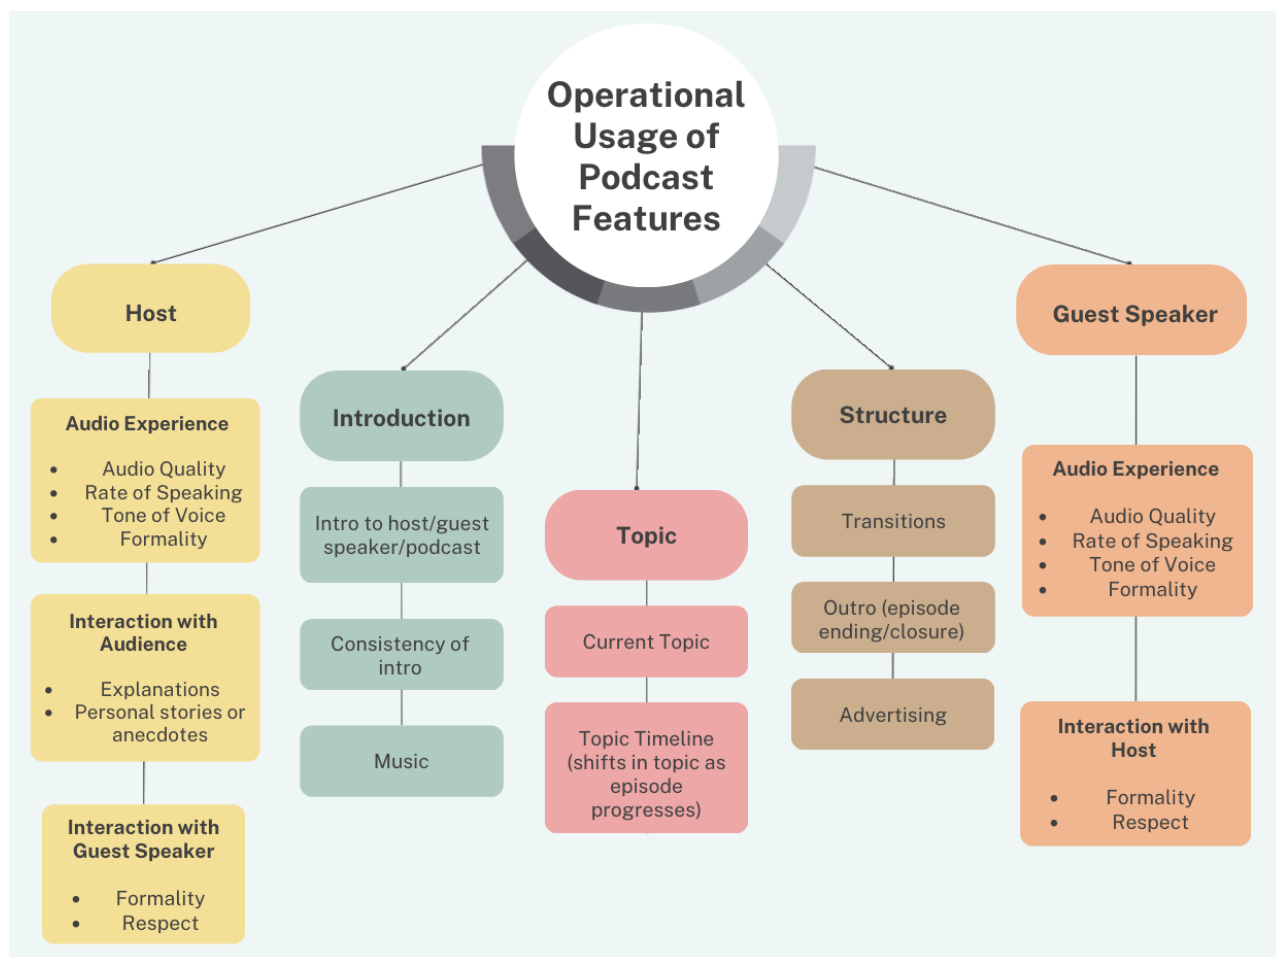 Operational
Usage of
Podcast
Features
Host
Audio Experience
• Audio Quality
• Rate of Speaking
• Tone of Voice
• Formality
Interaction with
Audience
• Explanations
• Personal stories or
anecdotes
Interaction with
Guest Speaker
• Formality
• Respect
Introduction
Intro to host/guest
speaker/podcast
Consistency of
intro
Music
Topic
Current Topic
Topic Timeline
(shifts in topic as
episode
progresses)
Structure
Transitions
Outro (episode
ending/closure)
Advertising
Guest Speaker
Audio Experience
• Audio Quality
• Rate of Speaking
• Tone of Voice
• Formality
Interaction with
Host
• Formality
• Respect